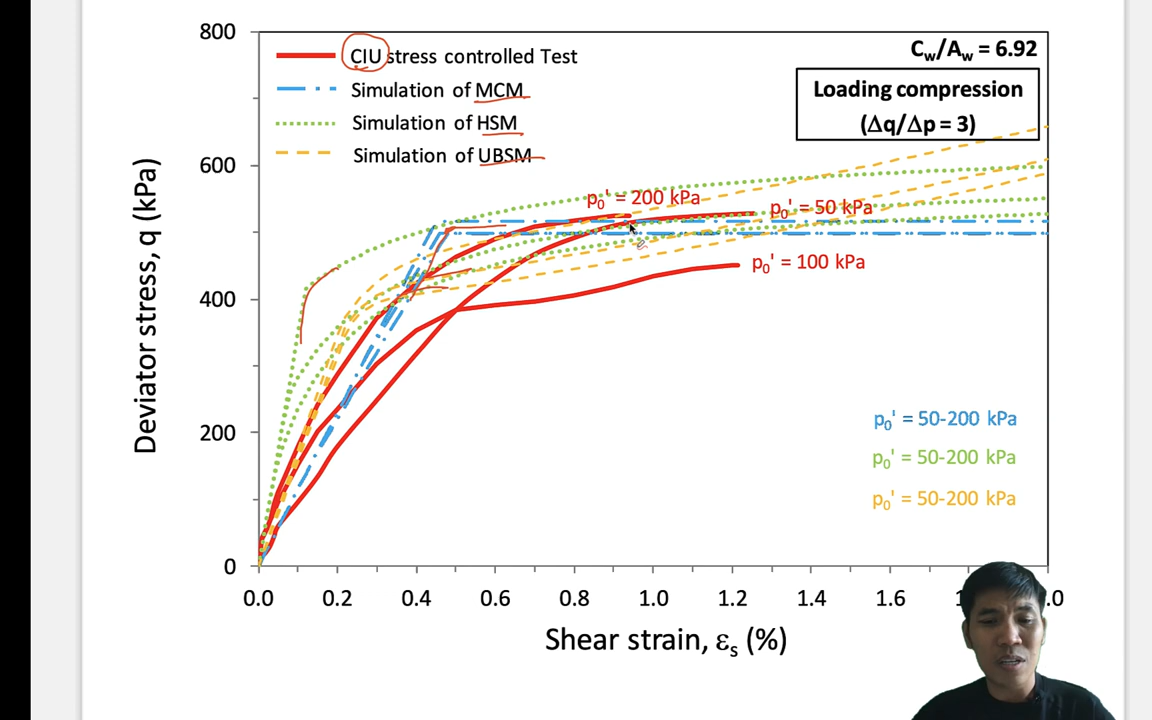 800
600
400
200
0
Deviator stress, q (kPa)
CIU stress controlled Test
Simulation of MCM
Simulation of HSM
Simulation of UBSM
C_w/A_w = 6.92
Loading compression
(Δq/Δp = 3)
p₀' = 200 kPa
p₀' = 50 kPa
p₀' = 100 kPa
p₀' = 50-200 kPa
p₀' = 50-200 kPa
p₀' = 50-200 kPa
0.0 0.2 0.4 0.6 0.8 1.0 1.2 1.4 1.6
Shear strain, εₛ (%)